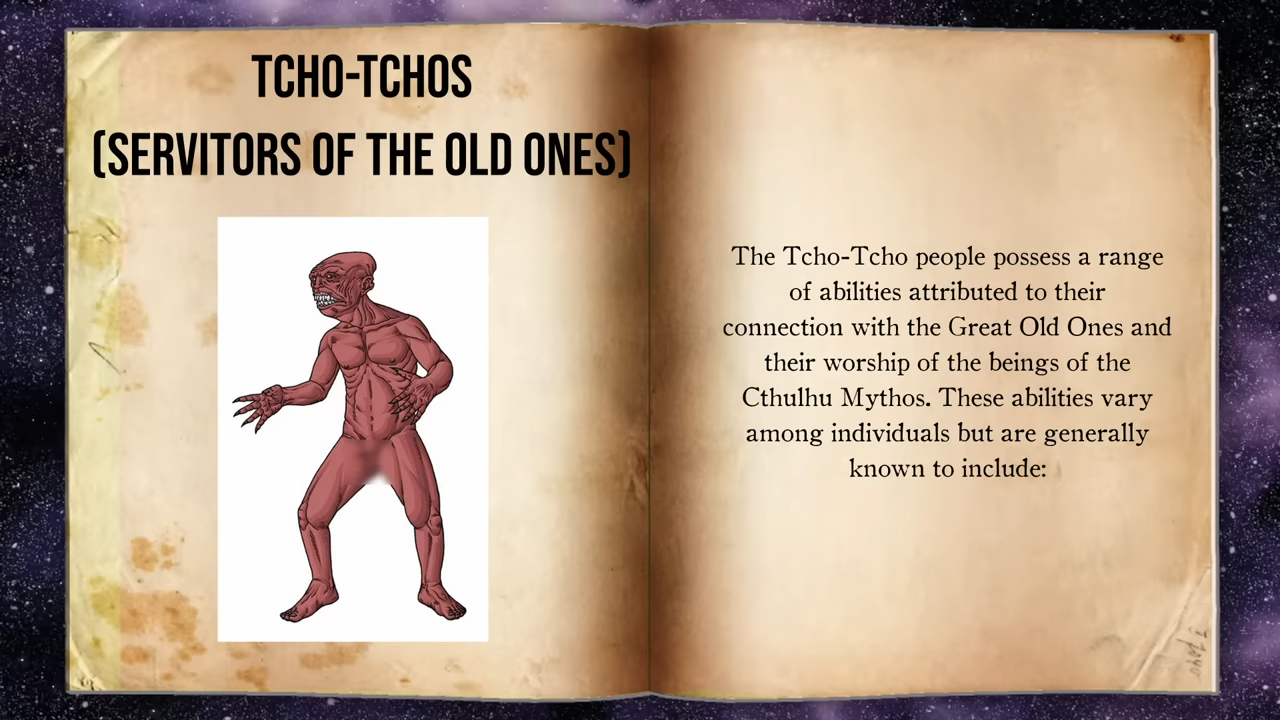 TCHO-TCHOS
(SERVITORS OF THE OLD ONES)
The Tcho-Tcho people possess a range
of abilities attributed to their
connection with the Great Old Ones and
their worship of the beings of the
Cthulhu Mythos. These abilities vary
among individuals but are generally
known to include: